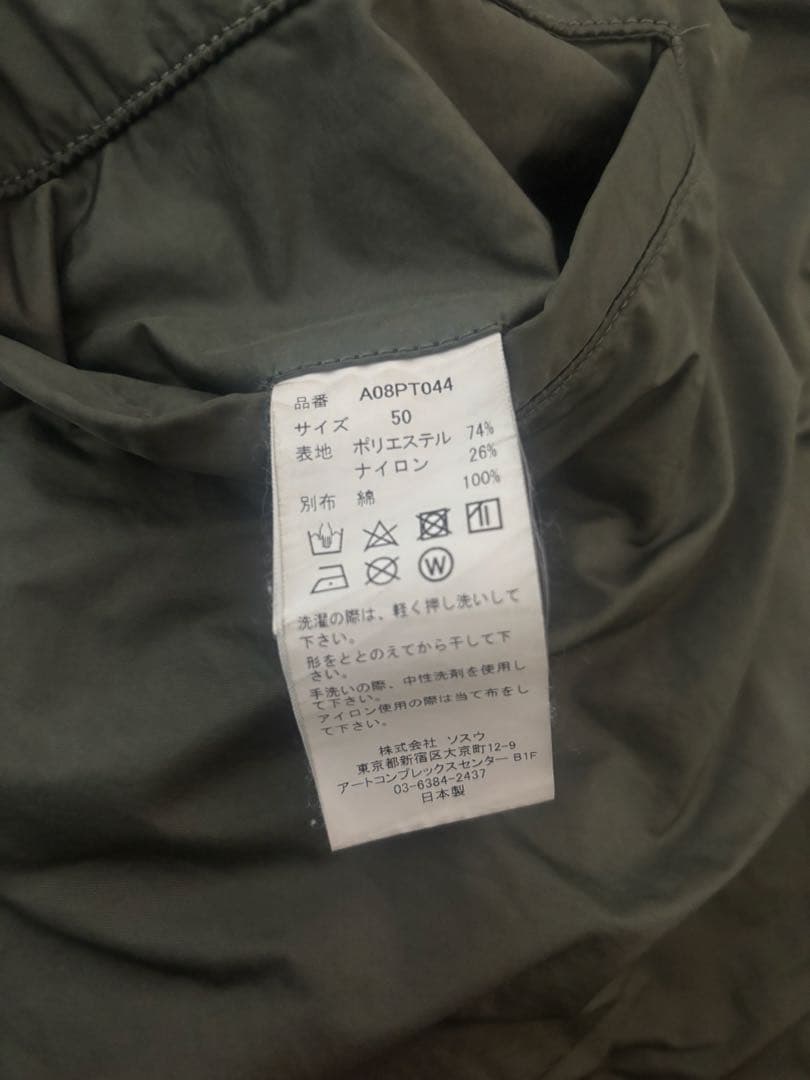 品番 A08PT044
サイズ 50
表地 ポリエステル 74%
ナイロン 26%
別布 綿 100%
W
洗濯の際は、軽く押し洗いして
下さい。
形をととのえてから干して下
さい。
手洗いの際、中性洗剤を使用し
て下さい。
アイロン使用の際は当て布をし
て下さい。
株式会社 ソスウ
東京都新宿区大京町12-9
アートコンプレックスセンター B1F
03-6384-2437
日本製